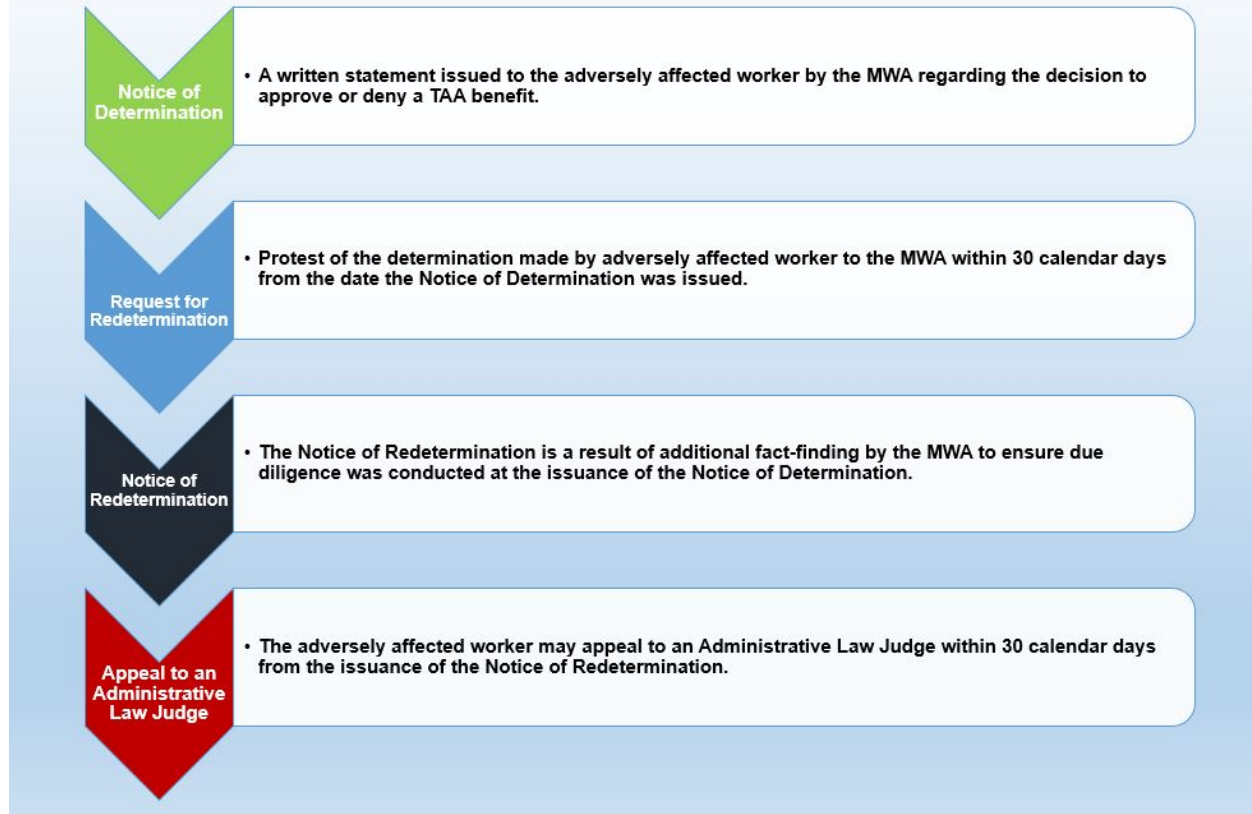 Notice of
Determination
• A written statement issued to the adversely affected worker by the MWA regarding the decision to
approve or deny a TAA benefit.
Request for
Redetermination
• Protest of the determination made by adversely affected worker to the MWA within 30 calendar days
from the date the Notice of Determination was issued.
Notice of
Redetermination
• The Notice of Redetermination is a result of additional fact-finding by the MWA to ensure due
diligence was conducted at the issuance of the Notice of Determination.
Appeal to an
Administrative
Law Judge
• The adversely affected worker may appeal to an Administrative Law Judge within 30 calendar days
from the issuance of the Notice of Redetermination.